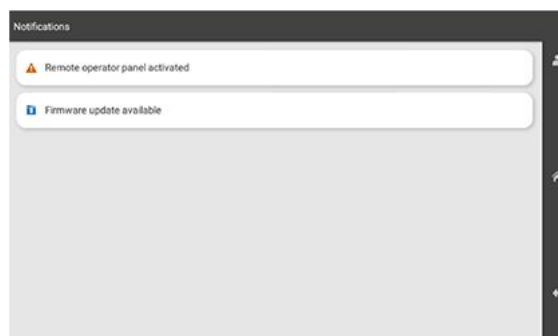 Notifications
Remote operator panel activated
Firmware update available